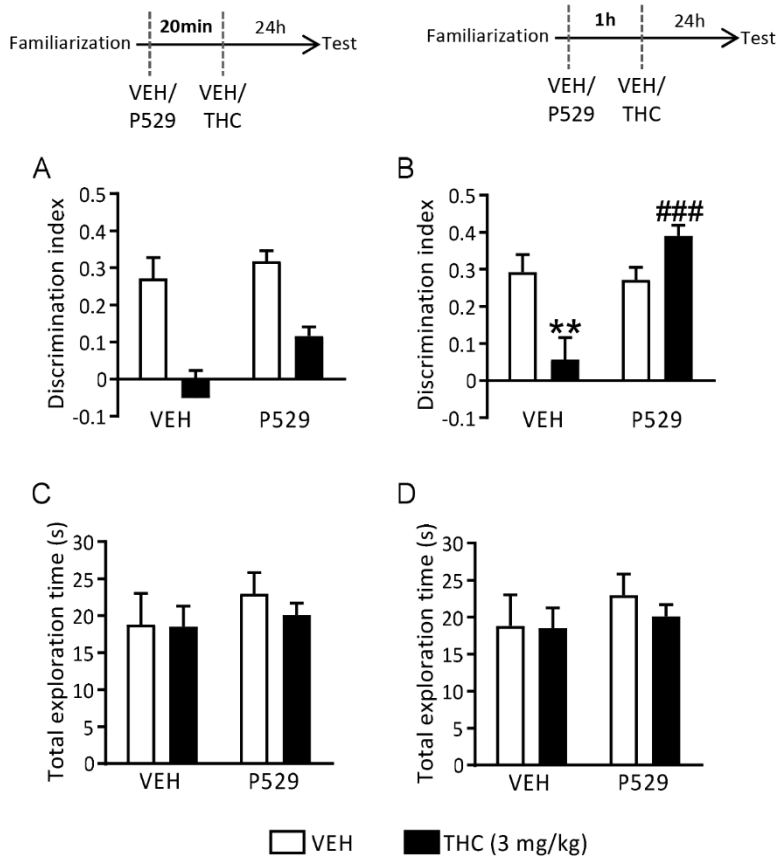 20min 24h
Familiarization Test
VEH/ VEH/
P529 THC
1h 24h
Familiarization Test
VEH/ VEH/
P529 THC
A
Discrimination index
0.5
0.4
0.3
0.2
0.1
0
-0.1
VEH P529
B
Discrimination index
0.5
0.4
0.3
0.2
0.1
0
-0.1
**
###
VEH P529
C
Total exploration time (s)
30
25
20
15
10
5
0
VEH P529
D
Total exploration time (s)
30
25
20
15
10
5
0
VEH P529
VEH THC (3 mg/kg)